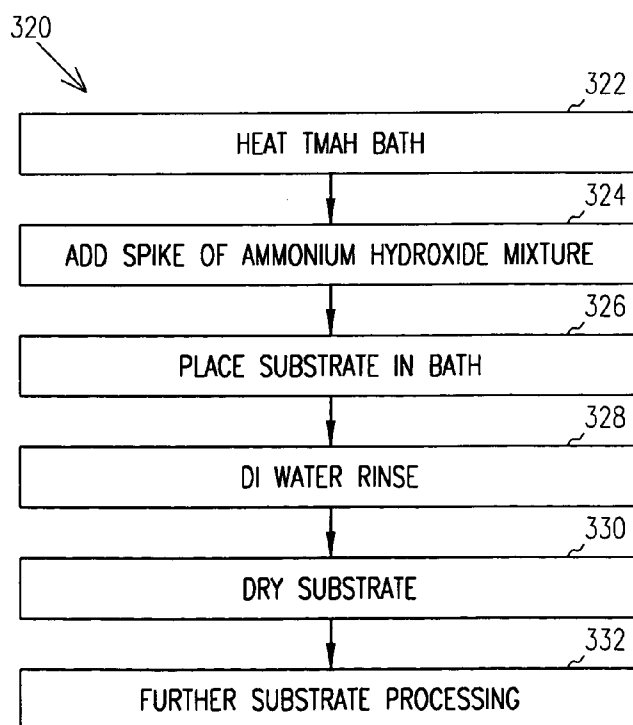 320
322
HEAT TMAH BATH
324
ADD SPIKE OF AMMONIUM HYDROXIDE MIXTURE
326
PLACE SUBSTRATE IN BATH
328
DI WATER RINSE
330
DRY SUBSTRATE
332
FURTHER SUBSTRATE PROCESSING